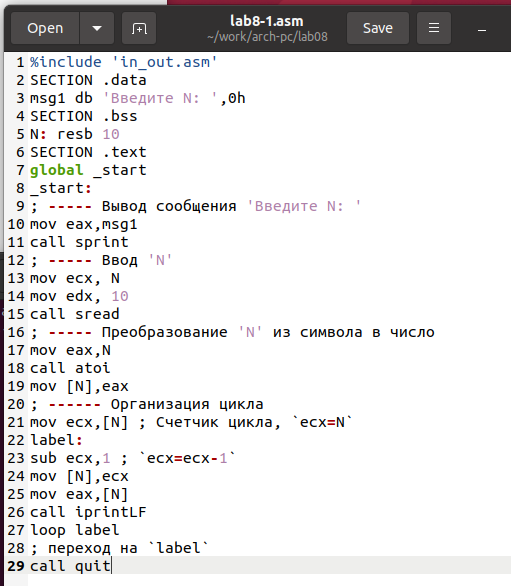 Open
lab8-1.asm
~/work/arch-pc/lab08
Save
1 %include 'in_out.asm'
2 SECTION .data
3 msg1 db 'Введите N: ',0h
4 SECTION .bss
5 N: resb 10
6 SECTION .text
7 global _start
8 _start:
9 ; ----- Вывод сообщения 'Введите N: '
10 mov eax,msg1
11 call sprint
12 ; ----- Ввод 'N'
13 mov ecx, N
14 mov edx, 10
15 call sread
16 ; ----- Преобразование 'N' из символа в число
17 mov eax,N
18 call atoi
19 mov [N],eax
20 ; ------ Организация цикла
21 mov ecx,[N] ; Счетчик цикла, `ecx=N`
22 label:
23 sub ecx,1 ; `ecx=ecx-1`
24 mov [N],ecx
25 mov eax,[N]
26 call iprintLF
27 loop label
28 ; переход на `label`
29 call quit